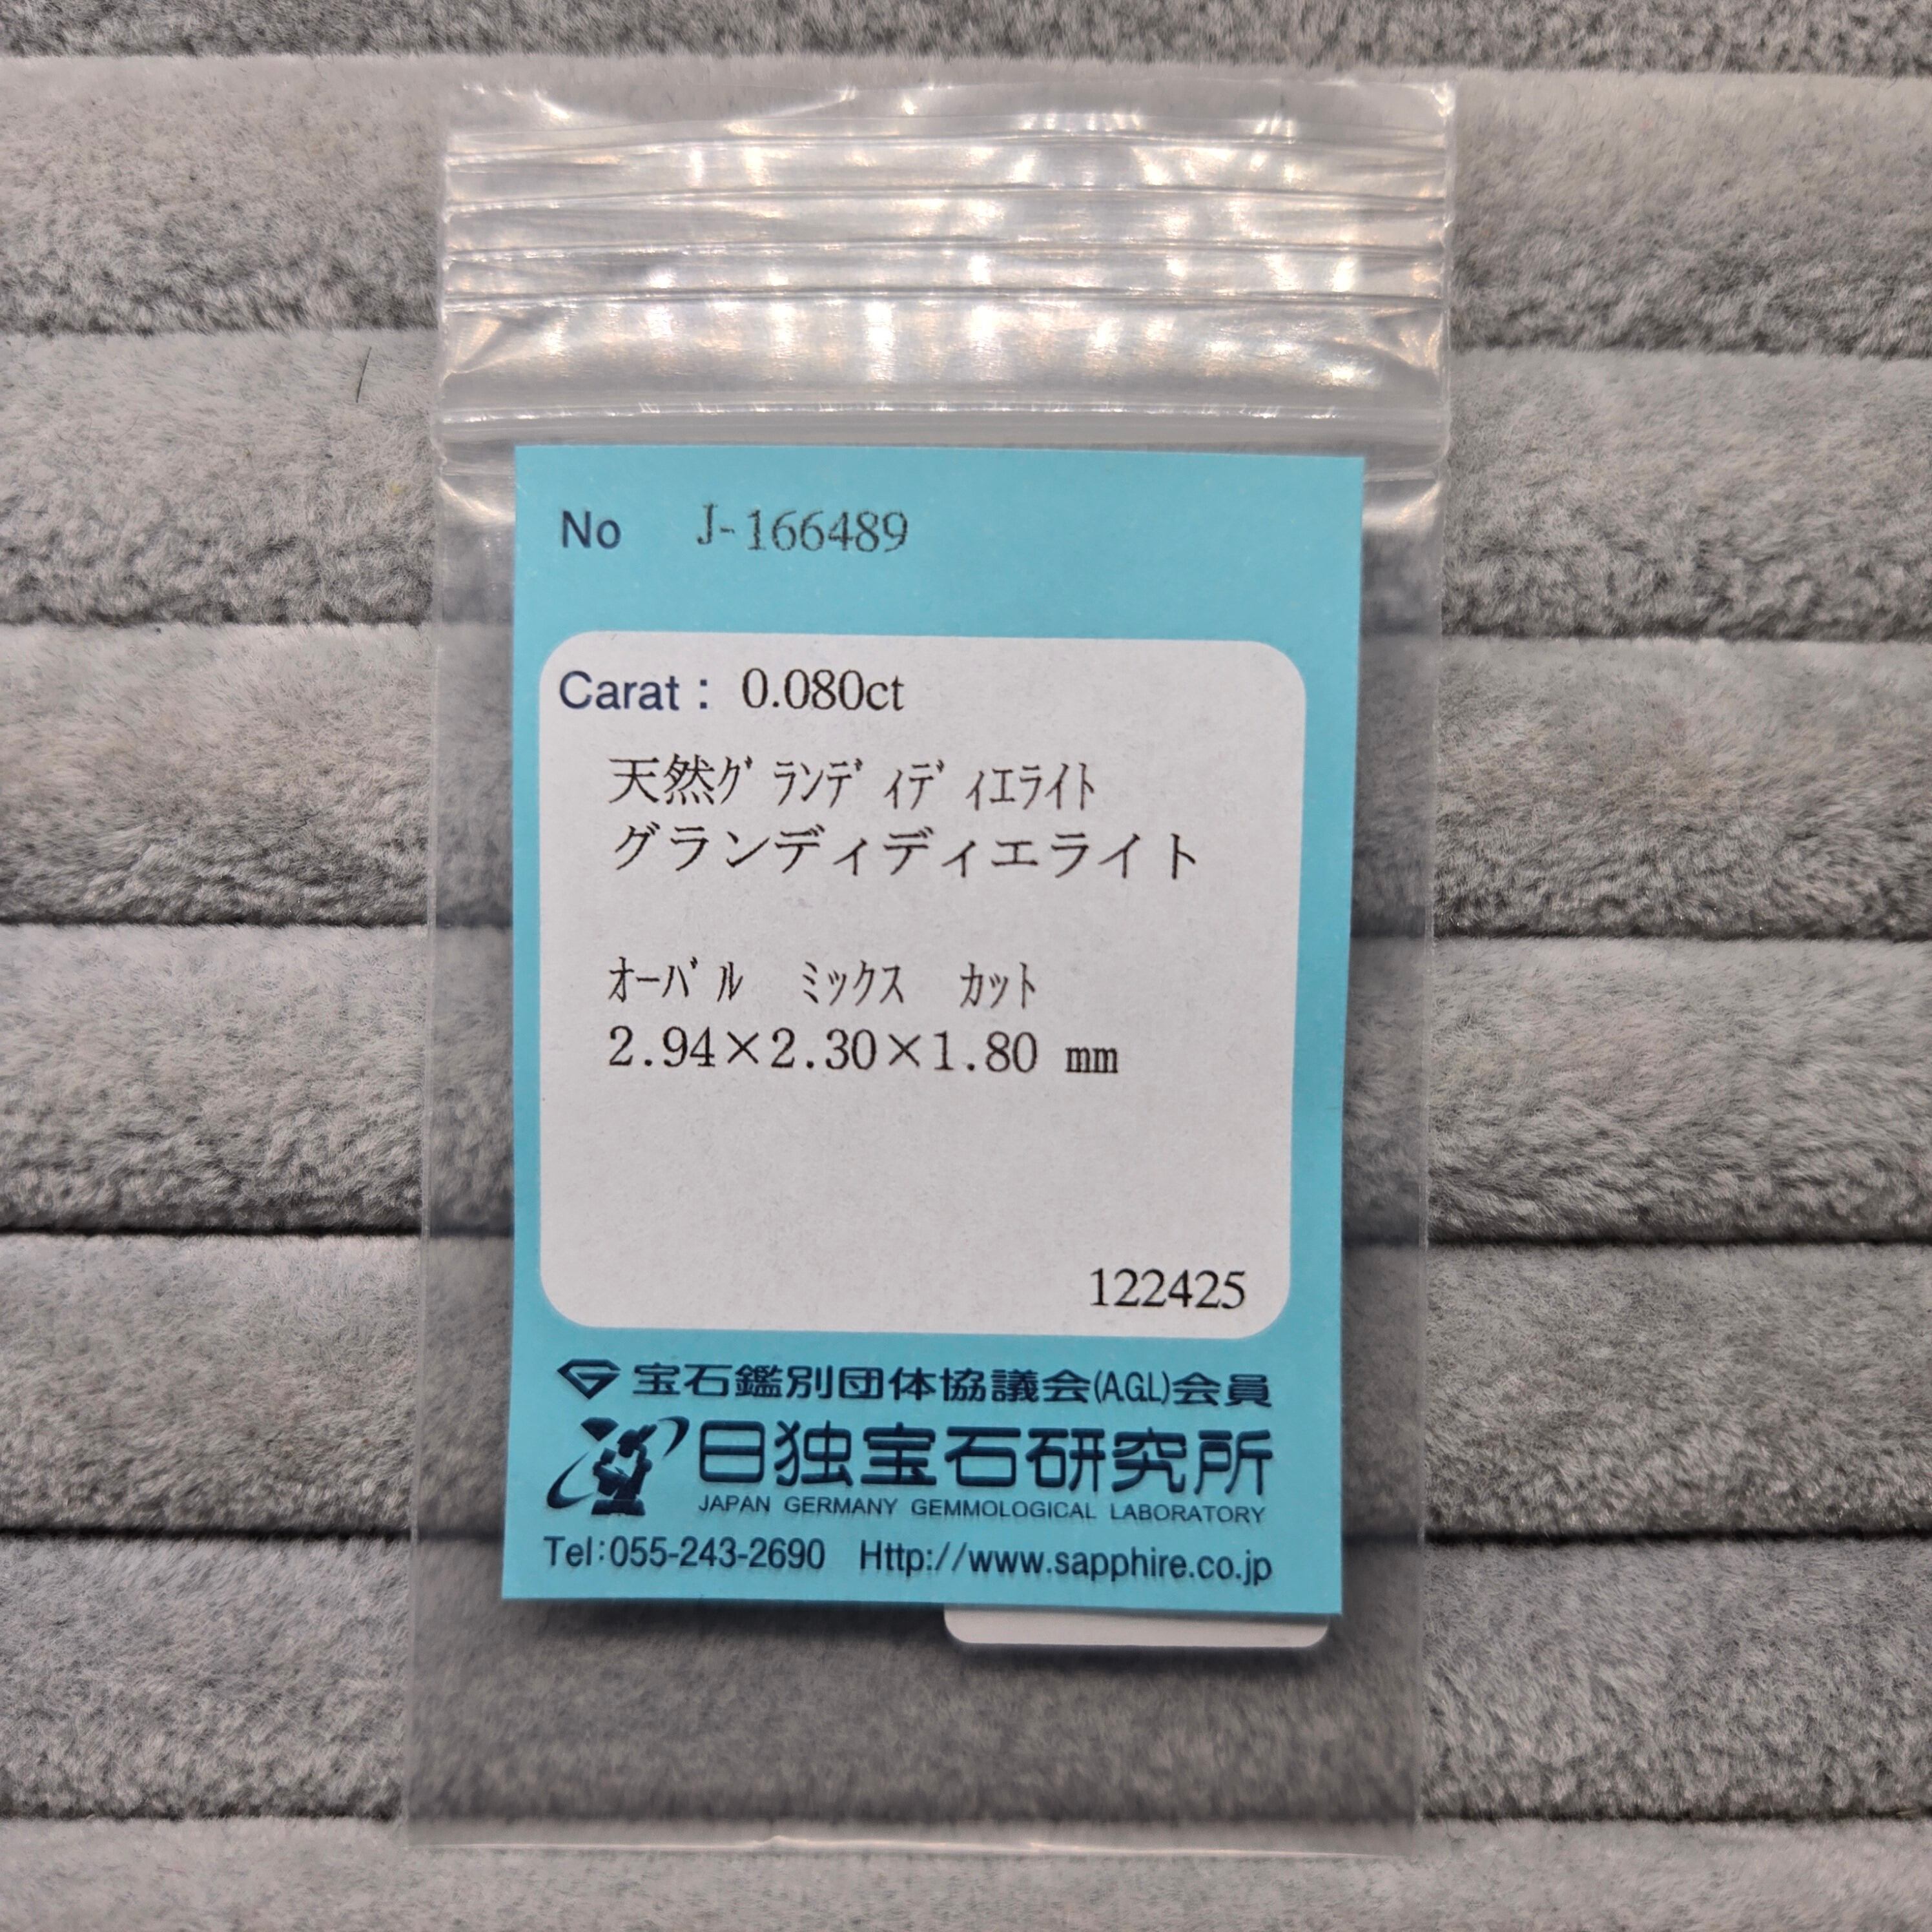 No J-166489
Carat： 0.080ct
天然ｸﾞﾗﾝﾃﾞｨﾃﾞｨｴﾗｲﾄ
グランディディエライト
ｵｰﾊﾞﾙ ﾐｯｸｽ ｶｯﾄ
2.94×2.30×1.80 mm
122425
宝石鑑別団体協議会(AGL)会員
日独宝石研究所
JAPAN GERMANY GEMMOLOGICAL LABORATORY
Tel:055-243-2690 Http://www.sapphire.co.jp